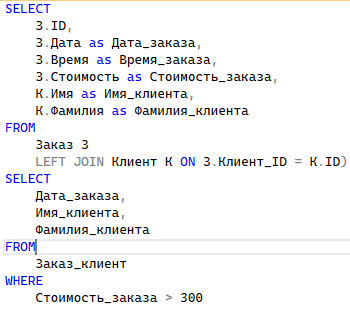 SELECT
З.ID,
З.Дата as Дата_заказа,
З.Время as Время_заказа,
З.Стоимость as Стоимость_заказа,
К.Имя as Имя_клиента,
К.Фамилия as Фамилия_клиента
FROM
Заказ З
LEFT JOIN Клиент К ON З.Клиент_ID = К.ID)
SELECT
Дата_заказа,
Имя_клиента,
Фамилия_клиента
FROM
Заказ_клиент
WHERE
Стоимость_заказа > 300